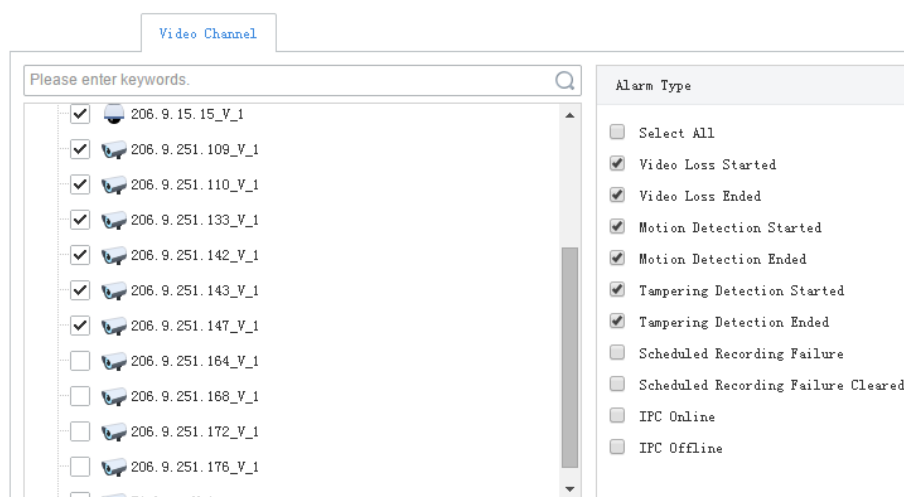 Video Channel
Please enter keywords.
206.9.15.15_V_1
206.9.251.109_V_1
206.9.251.110_V_1
206.9.251.133_V_1
206.9.251.142_V_1
206.9.251.143_V_1
206.9.251.147_V_1
206.9.251.164_V_1
206.9.251.168_V_1
206.9.251.172_V_1
206.9.251.176_V_1
Alarm Type
Select All
Video Loss Started
Video Loss Ended
Motion Detection Started
Motion Detection Ended
Tampering Detection Started
Tampering Detection Ended
Scheduled Recording Failure
Scheduled Recording Failure Cleared
IPC Online
IPC Offline